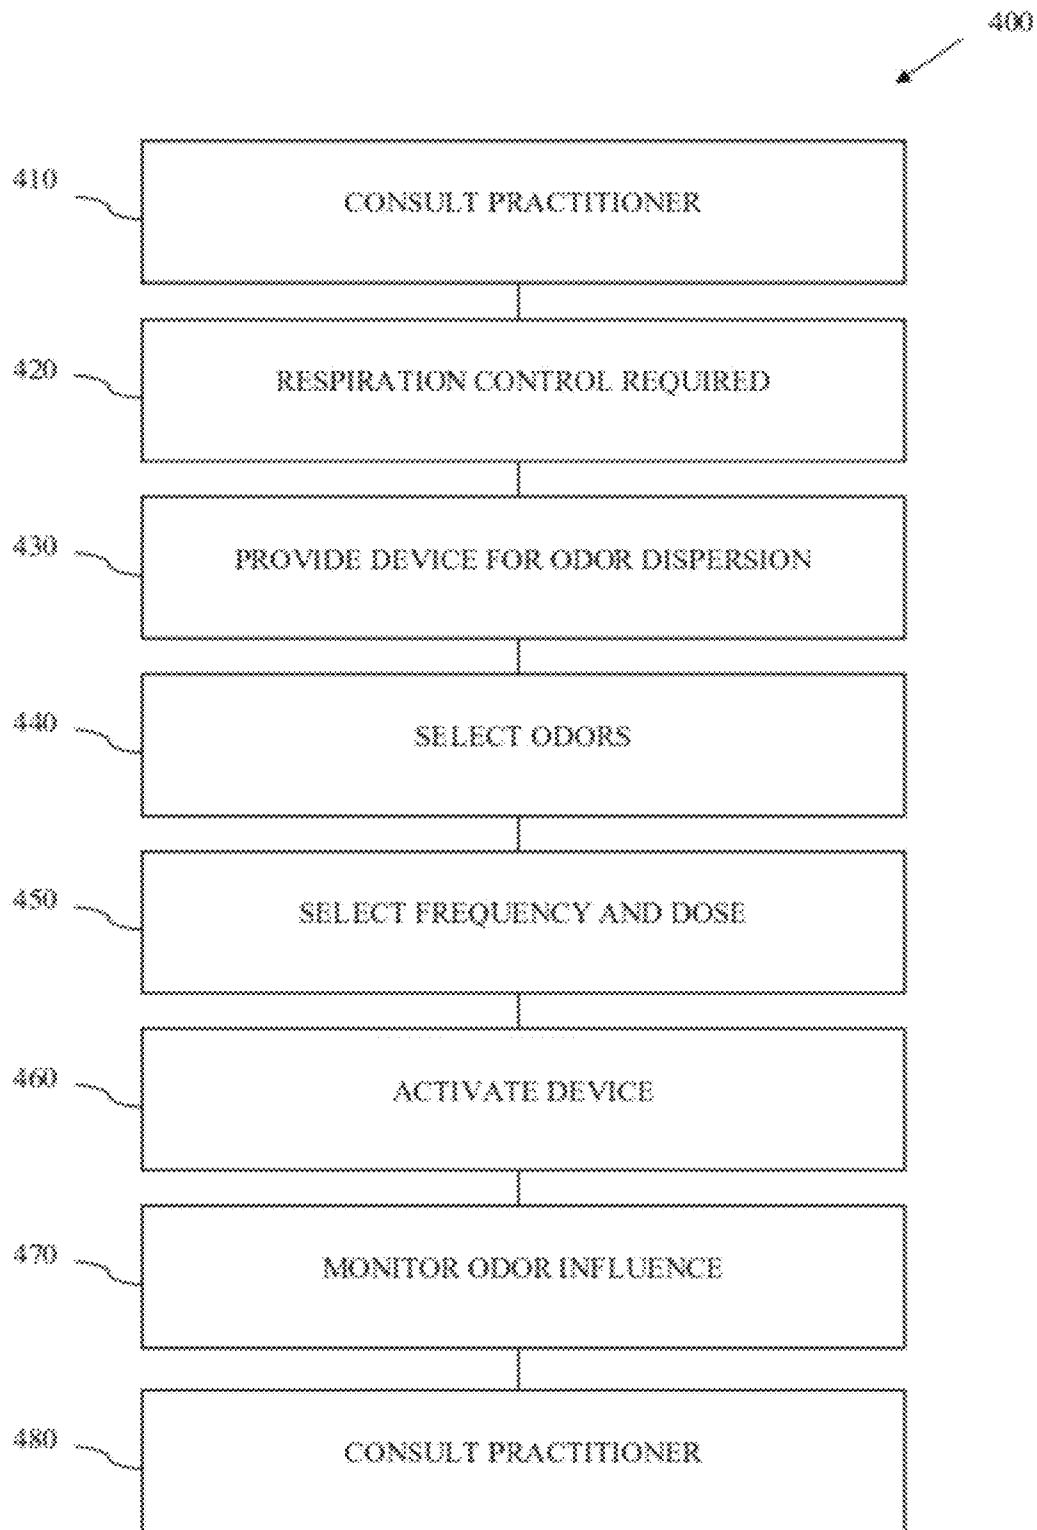 400
410
CONSULT PRACTITIONER
420
RESPIRATION CONTROL REQUIRED
430
PROVIDE DEVICE FOR ODOR DISPERSION
440
SELECT ODORS
450
SELECT FREQUENCY AND DOSE
460
ACTIVATE DEVICE
470
MONITOR ODOR INFLUENCE
480
CONSULT PRACTITIONER